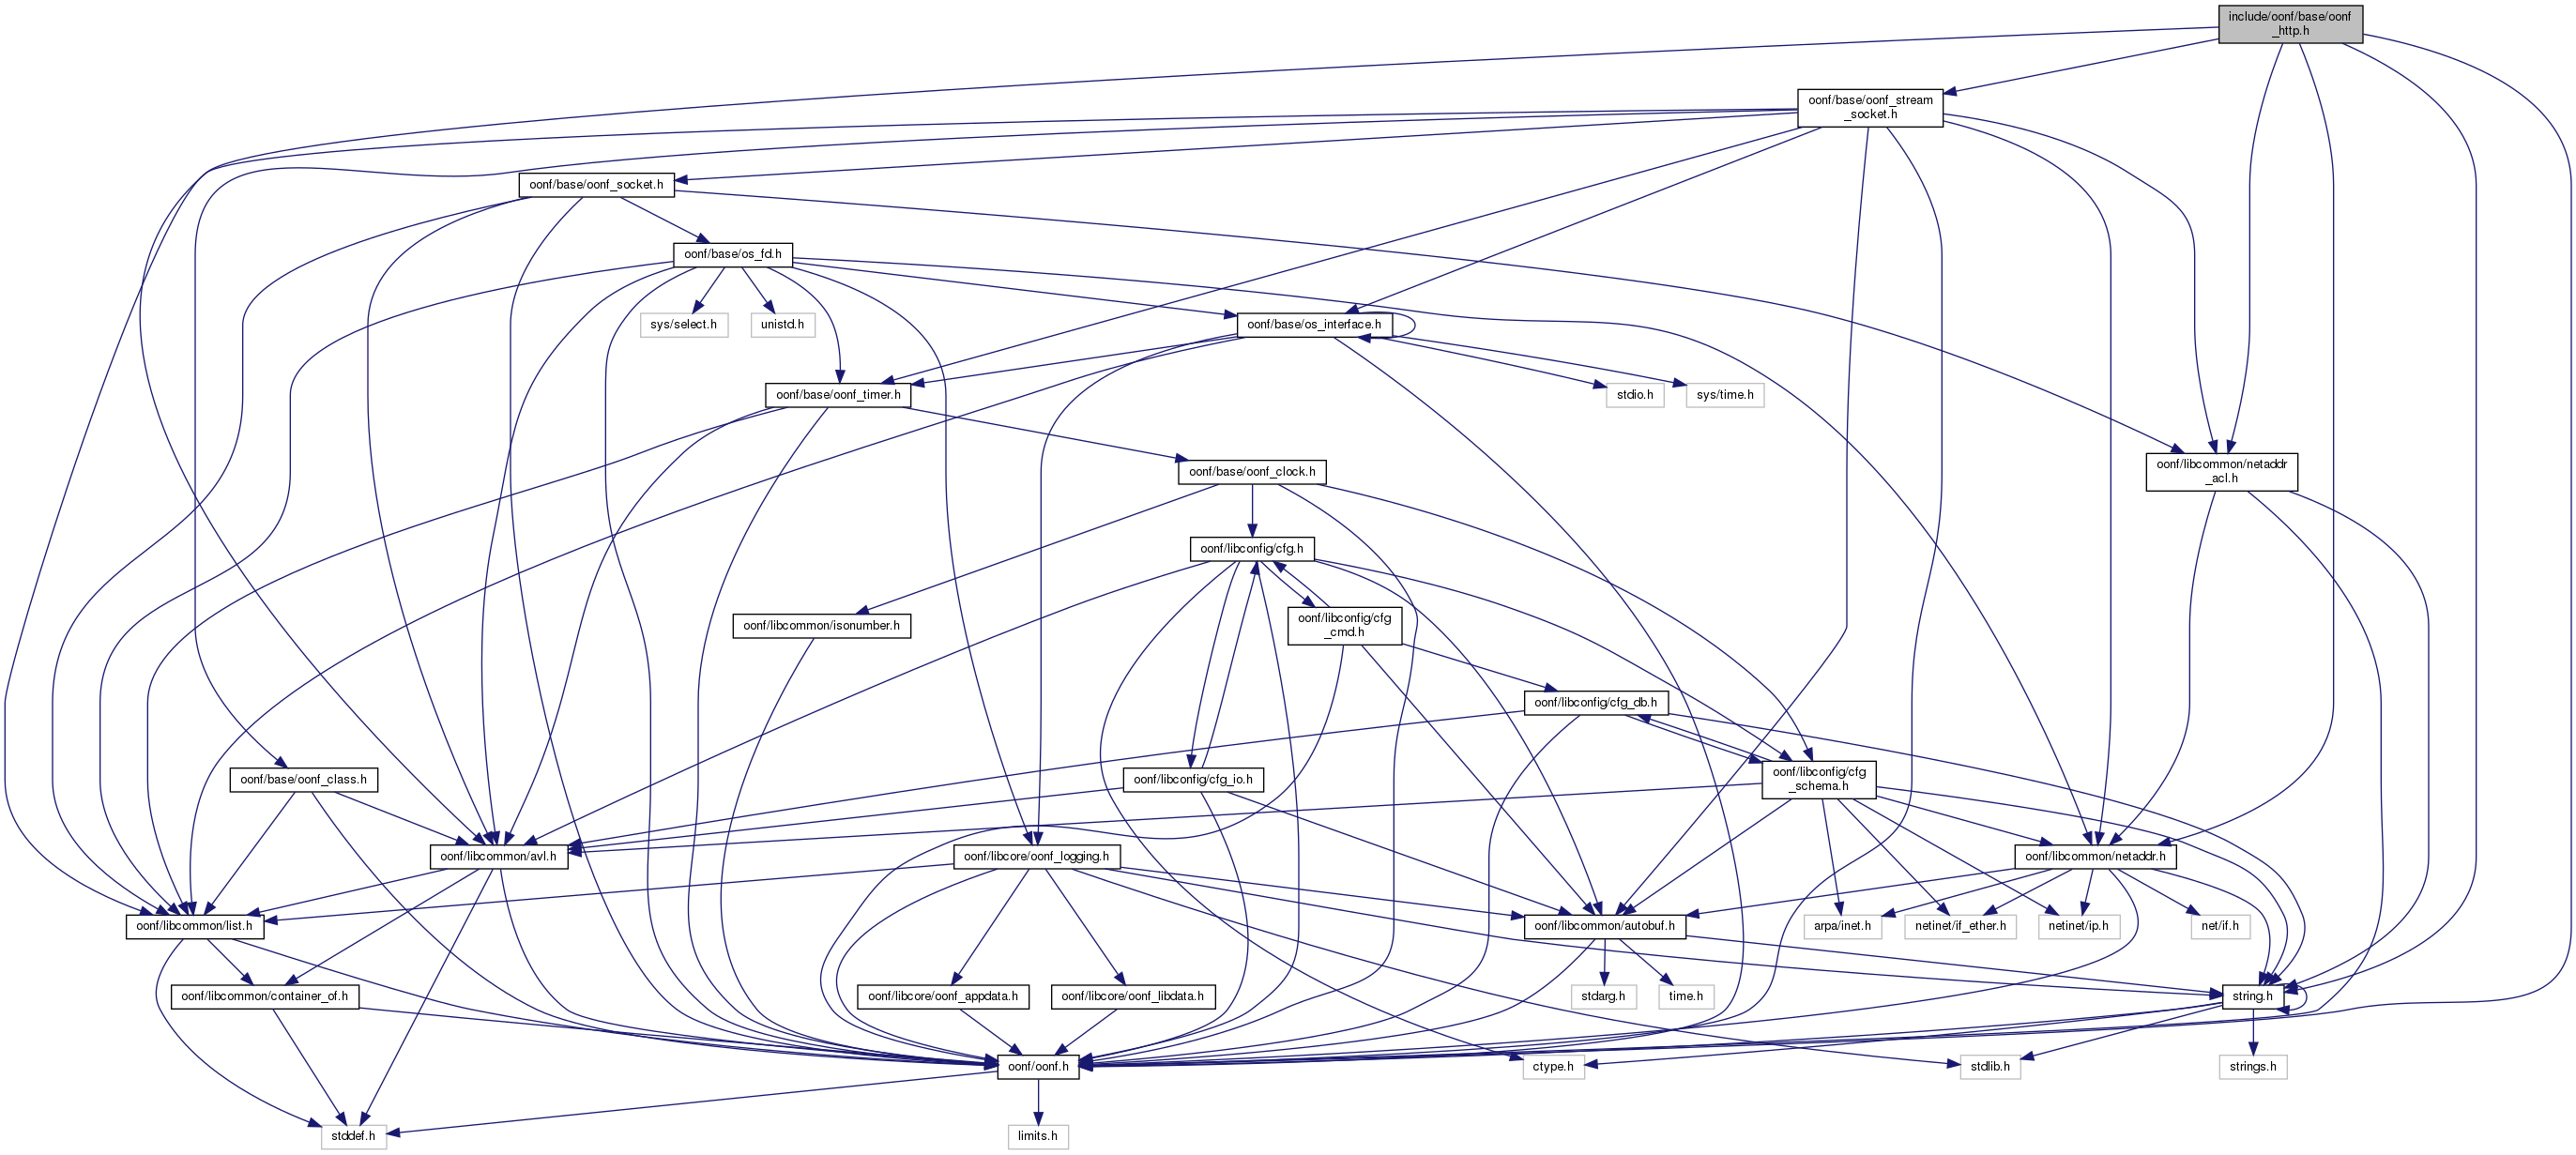 include/oonf/base/oonf
_http.h
oonf/base/oonf_stream
_socket.h
oonf/base/oonf_socket.h
oonf/base/os_fd.h
sys/select.h
unistd.h
oonf/base/os_interface.h
oonf/base/oonf_timer.h
stdio.h
sys/time.h
oonf/base/oonf_clock.h
oonf/libcommon/netaddr
_acl.h
oonf/libconfig/cfg.h
oonf/libcommon/isonumber.h
oonf/libconfig/cfg
_cmd.h
oonf/libconfig/cfg_db.h
oonf/base/oonf_class.h
oonf/libconfig/cfg_io.h
oonf/libconfig/cfg
_schema.h
oonf/libcommon/avl.h
oonf/libcore/oonf_logging.h
oonf/libcommon/netaddr.h
oonf/libcommon/list.h
oonf/libcommon/autobuf.h
arpa/inet.h
netinet/if_ether.h
netinet/ip.h
net/if.h
oonf/libcommon/container_of.h
oonf/libcore/oonf_appdata.h
oonf/libcore/oonf_libdata.h
stdarg.h
time.h
string.h
oonf/oonf.h
ctype.h
stdlib.h
strings.h
stddef.h
limits.h